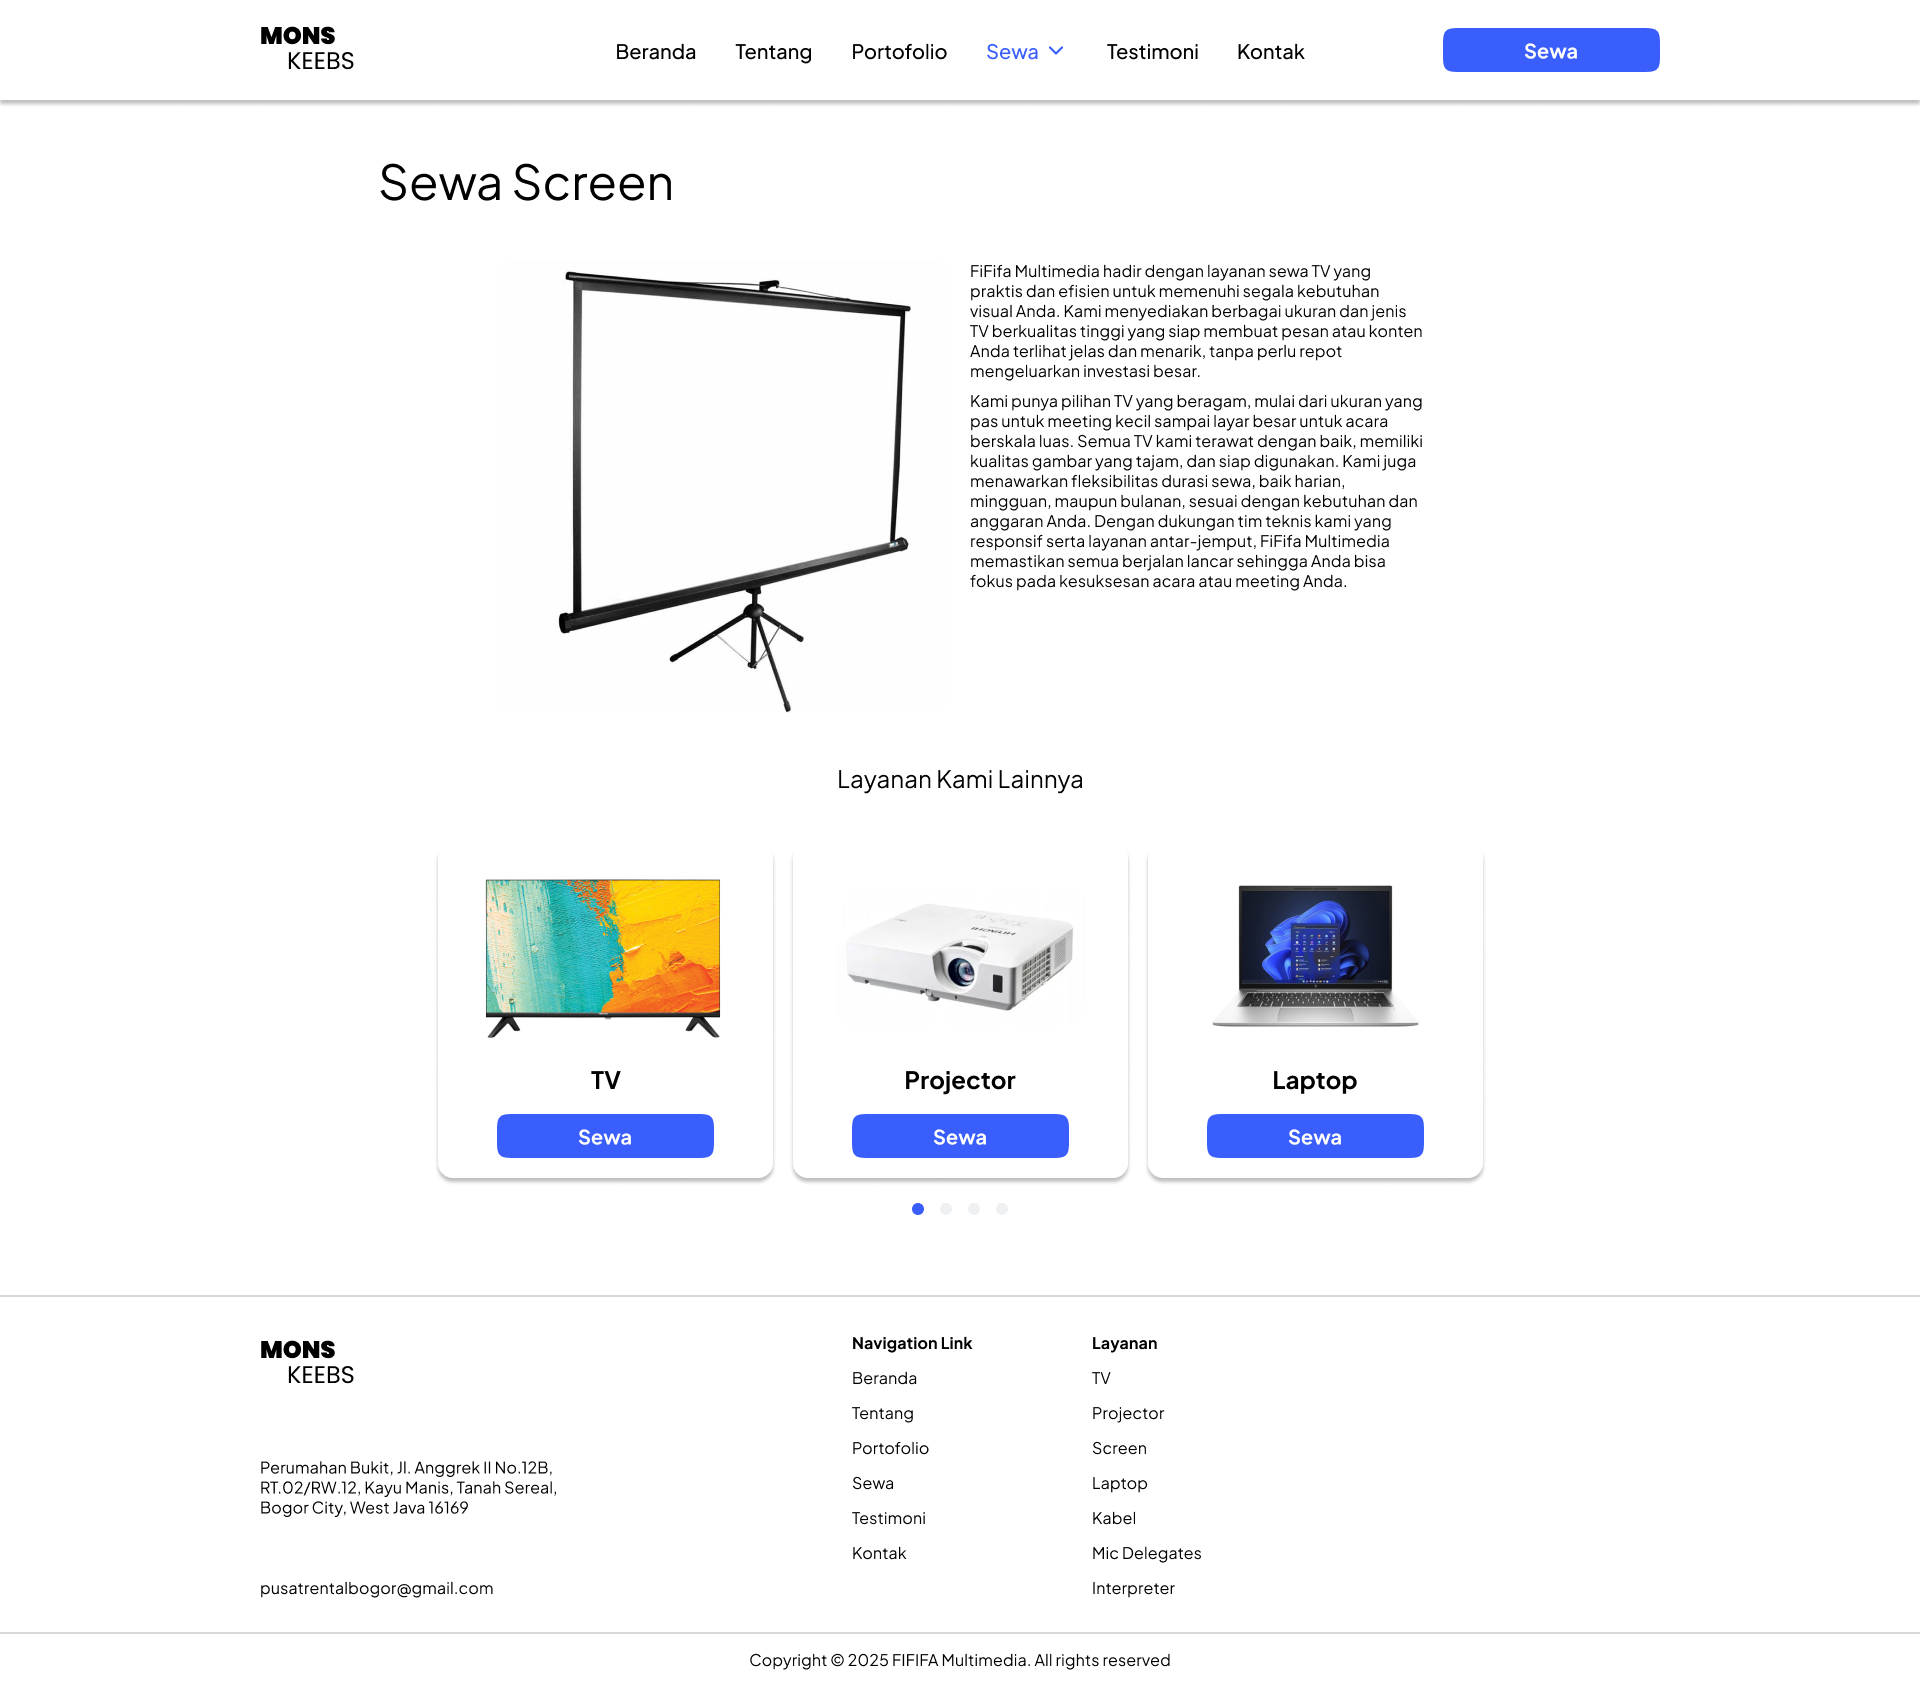 MONS
KEEBS
Beranda
Tentang
Portofolio
Sewa
Testimoni
Kontak
Sewa
Sewa Screen
FiFifa Multimedia hadir dengan layanan sewa TV yang
praktis dan efisien untuk memenuhi segala kebutuhan
visual Anda. Kami menyediakan berbagai ukuran dan jenis
TV berkualitas tinggi yang siap membuat pesan atau konten
Anda terlihat jelas dan menarik, tanpa perlu repot
mengeluarkan investasi besar.
Kami punya pilihan TV yang beragam, mulai dari ukuran yang
pas untuk meeting kecil sampai layar besar untuk acara
berskala luas. Semua TV kami terawat dengan baik, memiliki
kualitas gambar yang tajam, dan siap digunakan. Kami juga
menawarkan fleksibilitas durasi sewa, baik harian,
mingguan, maupun bulanan, sesuai dengan kebutuhan dan
anggaran Anda. Dengan dukungan tim teknis kami yang
responsif serta layanan antar-jemput, FiFifa Multimedia
memastikan semua berjalan lancar sehingga Anda bisa
fokus pada kesuksesan acara atau meeting Anda.
Layanan Kami Lainnya
HITACHI
TV
Projector
Laptop
Sewa
Sewa
Sewa
MONS
KEEBS
Perumahan Bukit, Jl. Anggrek II No.12B,
RT.02/RW.12, Kayu Manis, Tanah Sereal,
Bogor City, West Java 16169
pusatrentalbogor@gmail.com
Navigation Link
Beranda
Tentang
Portofolio
Sewa
Testimoni
Kontak
Layanan
TV
Projector
Screen
Laptop
Kabel
Mic Delegates
Interpreter
Copyright © 2025 FIFIFA Multimedia. All rights reserved